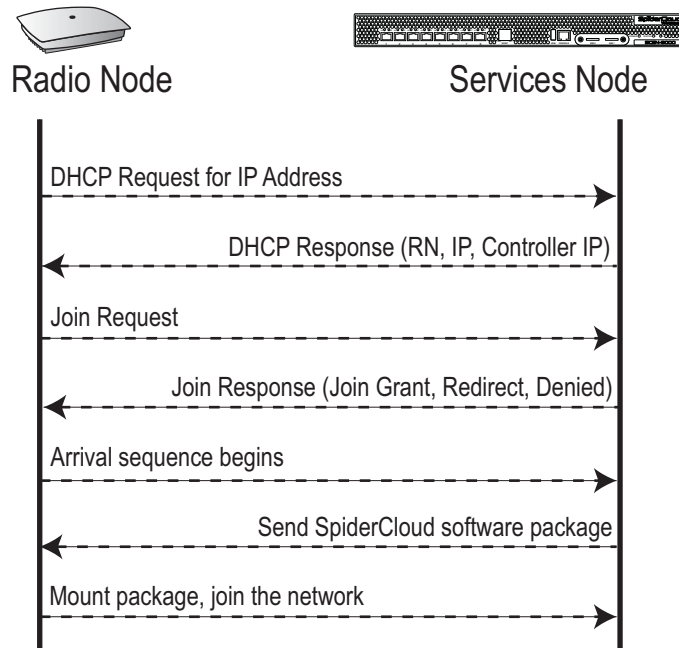 SpiderCloud
Radio Node
Services Node
DHCP Request for IP Address
DHCP Response (RN, IP, Controller IP)
Join Request
Join Response (Join Grant, Redirect, Denied)
Arrival sequence begins
Send SpiderCloud software package
Mount package, join the network